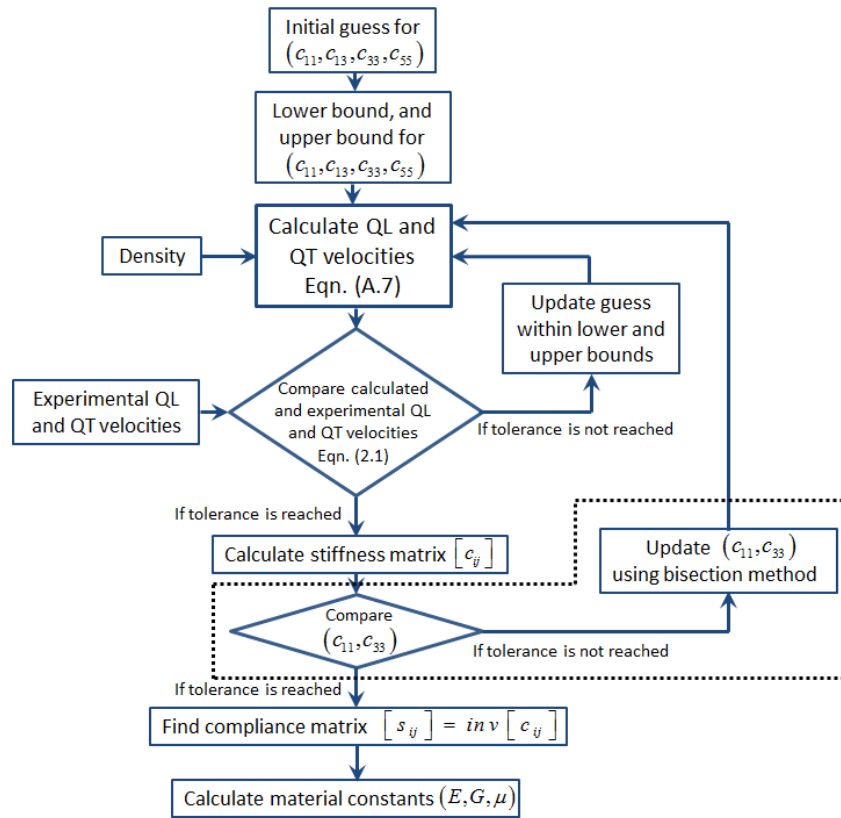 Initial guess for
(c₁₁, c₁₃, c₃₃, c₅₅)
Lower bound, and
upper bound for
(c₁₁, c₁₃, c₃₃, c₅₅)
Calculate QL and
QT velocities
Eqn. (A.7)
Density
Update guess
within lower and
upper bounds
Experimental QL
and QT velocities
Compare calculated
and experimental QL
and QT velocities
Eqn. (2.1)
If tolerance is not reached
If tolerance is reached
Calculate stiffness matrix [c_ij]
Update (c₁₁, c₃₃)
using bisection method
Compare
(c₁₁, c₃₃)
If tolerance is not reached
If tolerance is reached
Find compliance matrix [s_ij] = inv [c_ij]
Calculate material constants (E, G, μ)